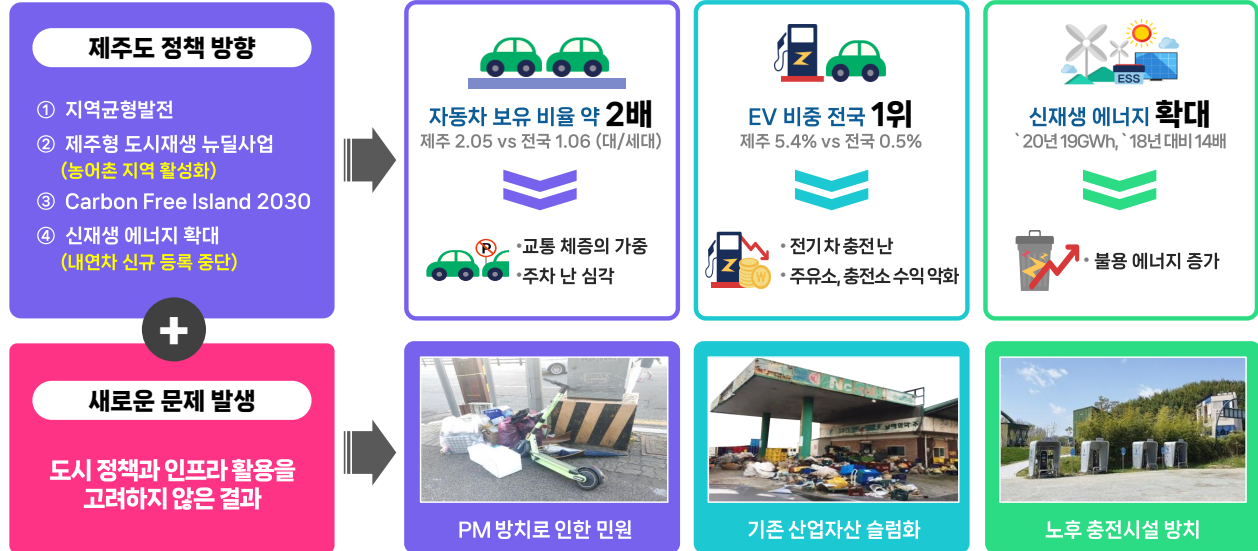 제주도 정책 방향
① 지역균형발전
② 제주형 도시재생 뉴딜사업
(농어촌 지역 활성화)
③ Carbon Free Island 2030
④ 신재생 에너지 확대
(내연차 신규 등록 중단)
자동차 보유 비율 약 2배
제주 2.05 vs 전국 1.06 (대/세대)
P
•교통 체증의 가중
•주차 난 심각
EV 비중 전국 1위
제주 5.4% vs 전국 0.5%
W
•전기차 충전난
•주유소, 충전소 수익 악화
ESS
신재생 에너지 확대
`20년 19GWh, `18년 대비 14배
•불용 에너지 증가
+
새로운 문제 발생
도시 정책과 인프라 활용을
고려하지 않은 결과
PM 방치로 인한 민원
기존 산업자산 슬럼화
노후 충전시설 방치